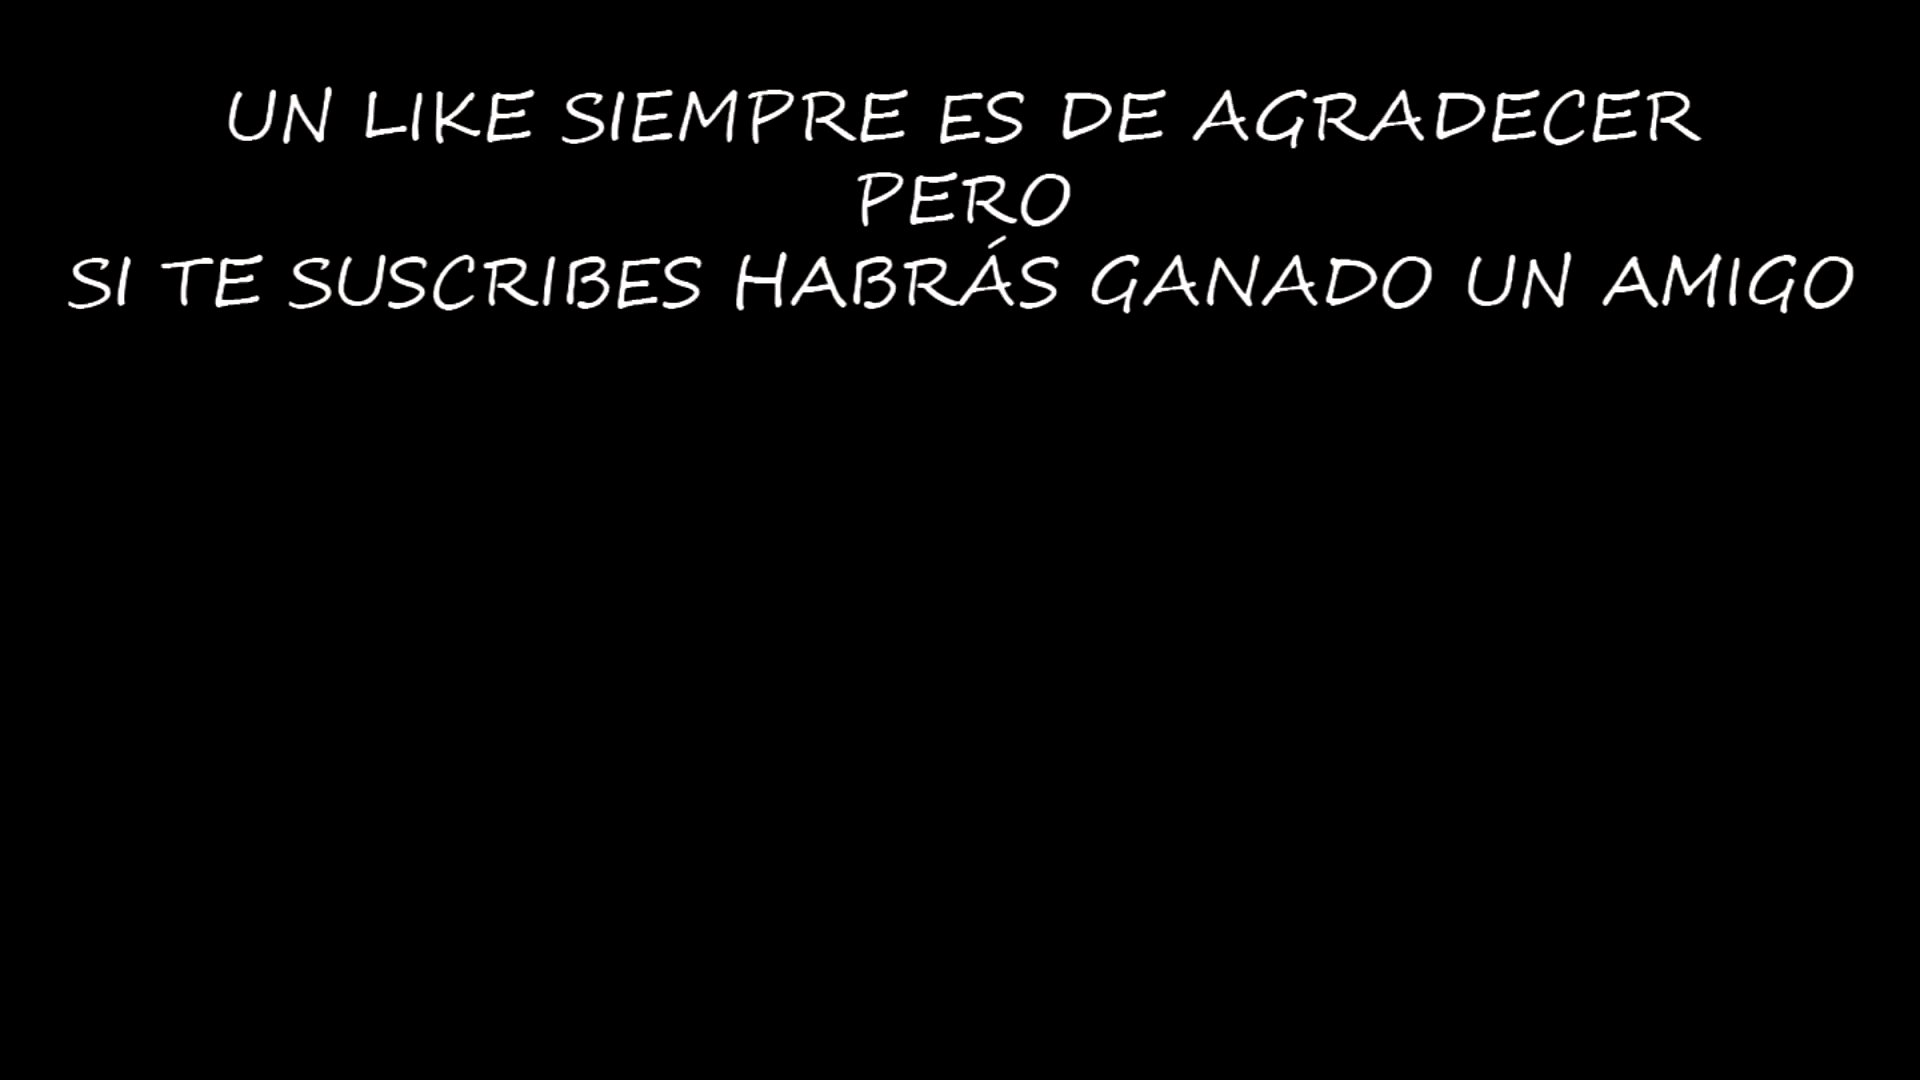 UN LIKE SIEMPRE ES DE AGRADECER
PERO
SI TE SUSCRIBES HABRÁS GANADO UN AMIGO